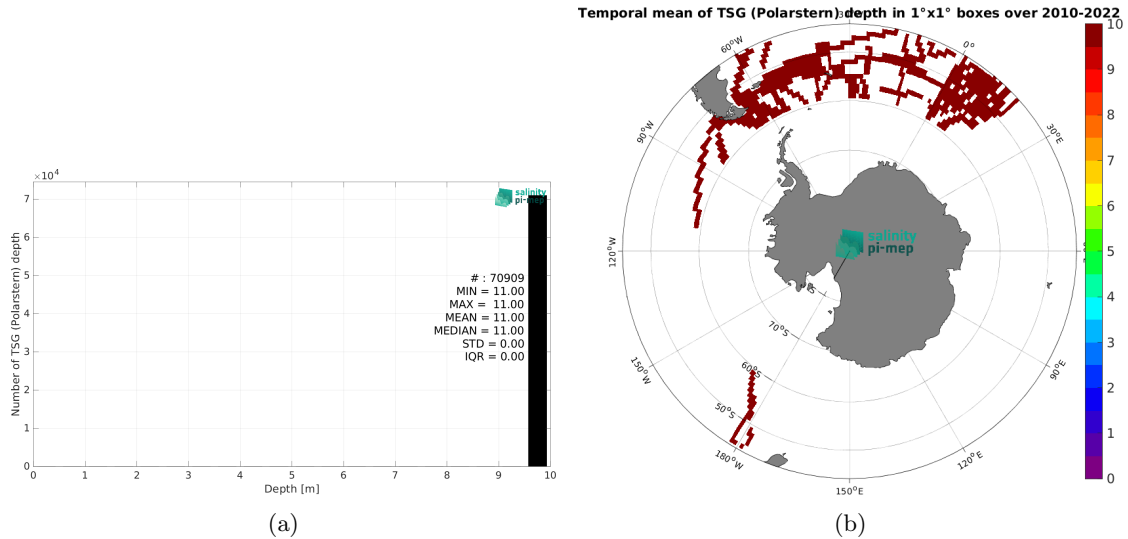 ×10⁴
7
6
5
4
3
2
1
0
Number of TSG (Polarstern) depth
salinity
pi-mep
# : 70909
MIN = 11.00
MAX = 11.00
MEAN = 11.00
MEDIAN = 11.00
STD = 0.00
IQR = 0.00
0 1 2 3 4 5 6 7 8 9 10
Depth [m]
(a)
Temporal mean of TSG (Polarstern) depth in 1°x1° boxes over 2010-2022
60°W
0°
90°W
30°E
120°W
salinity
pi-mep
70°S
60°S
150°W
90°E
50°S
180°W
120°E
150°E
10
9
8
7
6
5
4
3
2
1
0
(b)